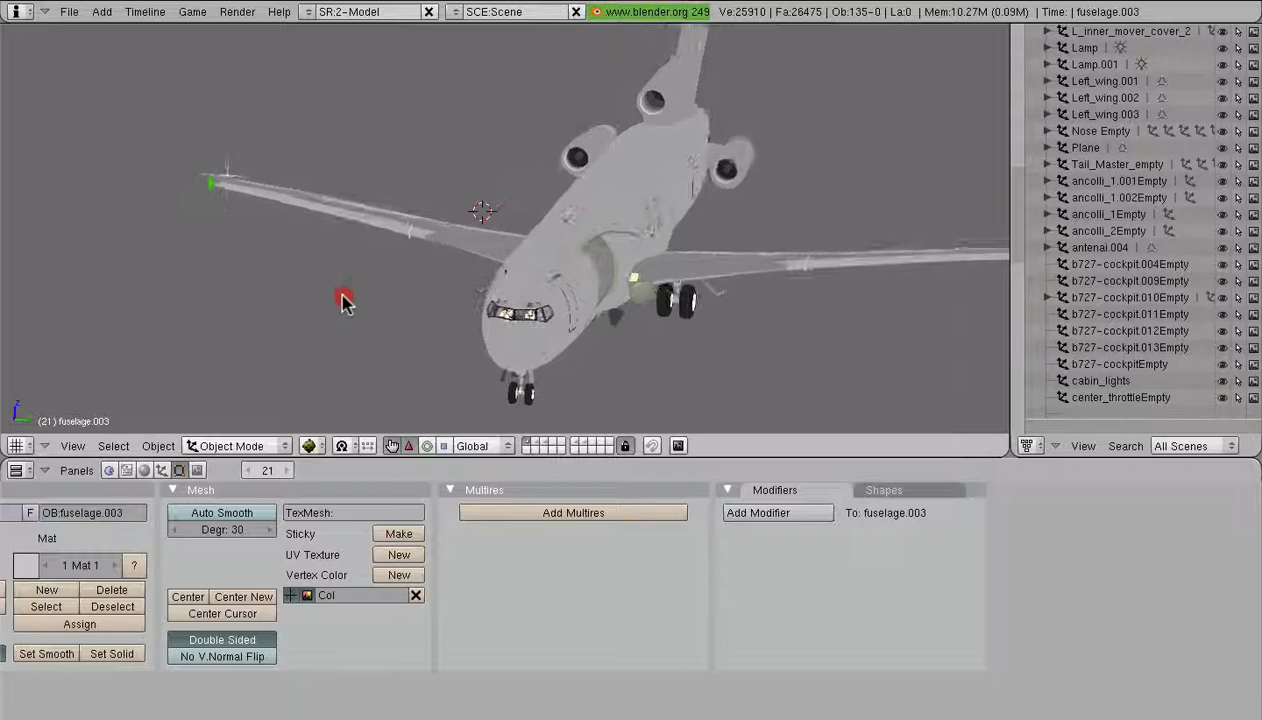 File Add Timeline Game Render Help SR:2-Model SCE:Scene www.blender.org 249 Ve:25910 | Fa:26475 | Ob:135-0 | La:0 | Mem:10.27M (0.09M) | Time: | fuselage.003
L_inner_mover_cover_2
Lamp
Lamp.001
Left_wing.001
Left_wing.002
Left_wing.003
Nose Empty
Plane
Tail_Master_empty
ancolli_1.001Empty
ancolli_1.002Empty
ancolli_1Empty
ancolli_2Empty
antenai.004
b727-cockpit.004Empty
b727-cockpit.009Empty
b727-cockpit.010Empty
b727-cockpit.011Empty
b727-cockpit.012Empty
b727-cockpit.013Empty
b727-cockpitEmpty
cabin_lights
center_throttleEmpty
z
(21) fuselage.003
View Select Object Object Mode Global
View Search All Scenes
Panels 21
Mesh Multires Modifiers Shapes
F OB:fuselage.003
Mat
1 Mat 1 ?
New Delete
Select Deselect
Assign
Set Smooth Set Solid
Auto Smooth
Degr: 30
Center Center New
Center Cursor
Double Sided
No V.Normal Flip
TexMesh:
Sticky Make
UV Texture New
Vertex Color New
Col
Add Multires
Add Modifier To: fuselage.003